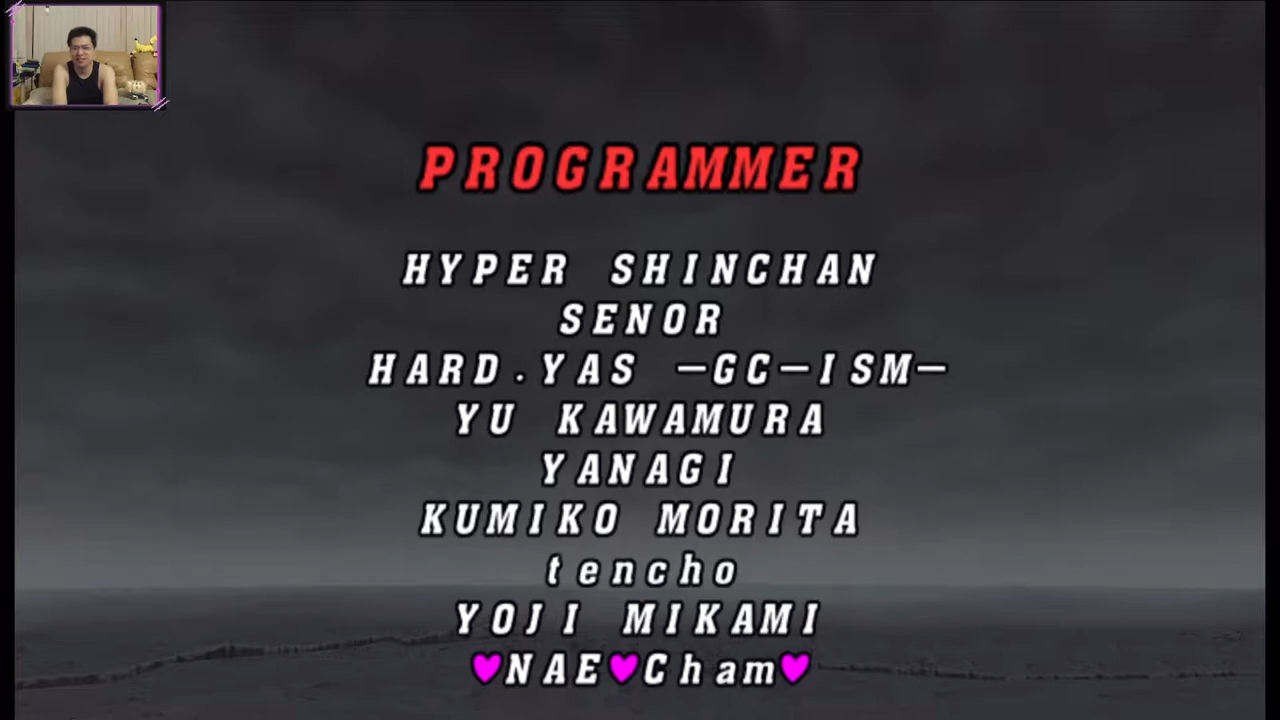 PROGRAMMER
HYPER SHINCHAN
SENOR
HARD.YAS —GC—ISM—
YU KAWAMURA
YANAGI
KUMIKO MORITA
tencho
YOJI MIKAMI
♥NAE♥Cham♥